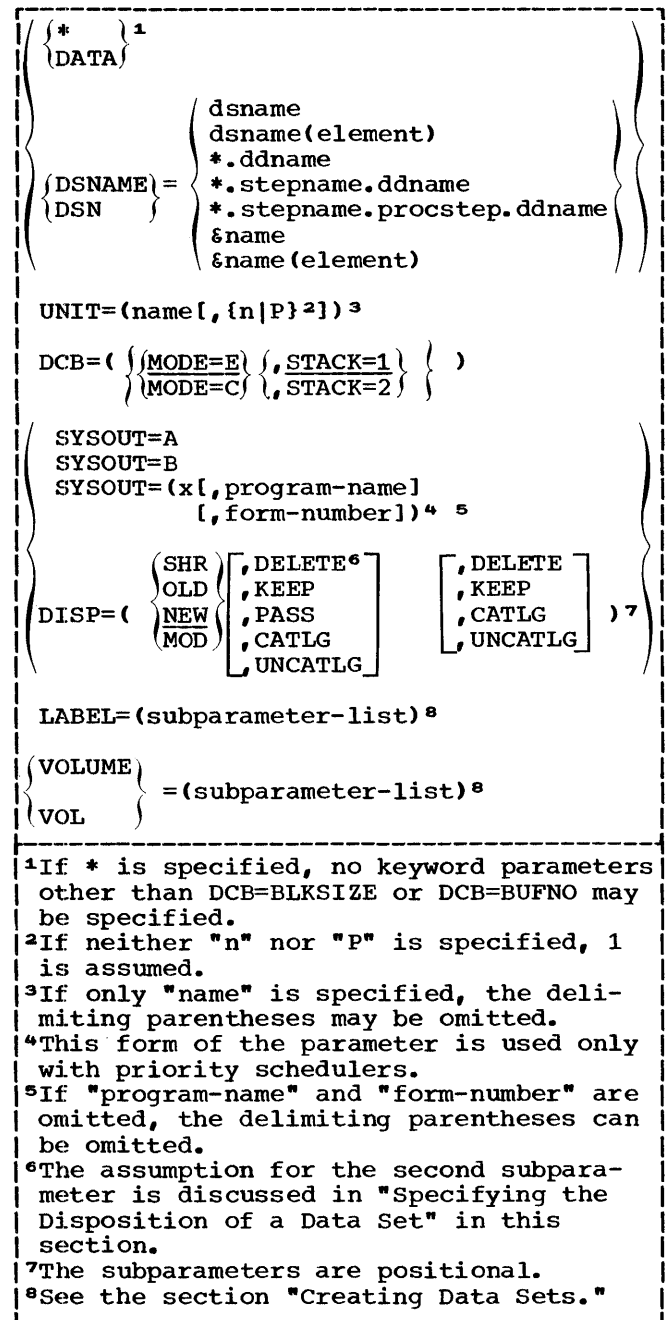 *
DATA 1
dsname
dsname(element)
*.ddname
DSNAME = *.stepname.ddname
DSN *.stepname.procstep.ddname
&name
&name(element)
UNIT=(name[,{n|P}2])3
DCB=( MODE=E ,STACK=1 )
MODE=C ,STACK=2
SYSOUT=A
SYSOUT=B
SYSOUT=(x[,program-name]
[,form-number])4 5
SHR ,DELETE6 ,DELETE
OLD ,KEEP ,KEEP
DISP=( NEW ,PASS ,CATLG )7
MOD ,CATLG ,UNCATLG
,UNCATLG
LABEL=(subparameter-list)8
VOLUME
=(subparameter-list)8
VOL
1If * is specified, no keyword parameters
other than DCB=BLKSIZE or DCB=BUFNO may
be specified.
2If neither "n" nor "P" is specified, 1
is assumed.
3If only "name" is specified, the deli-
miting parentheses may be omitted.
4This form of the parameter is used only
with priority schedulers.
5If "program-name" and "form-number" are
omitted, the delimiting parentheses can
be omitted.
6The assumption for the second subpara-
meter is discussed in "Specifying the
Disposition of a Data Set" in this
section.
7The subparameters are positional.
8See the section "Creating Data Sets."